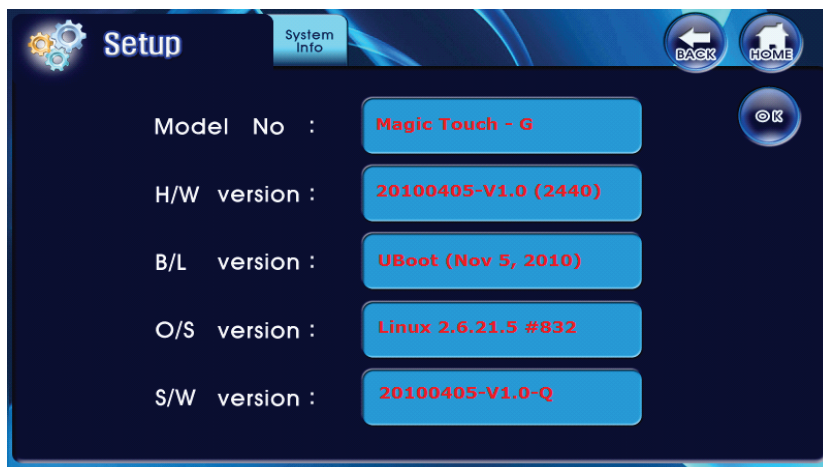 Setup
System
Info
BACK
HOME
OK
Model No : Magic Touch - G
H/W version : 20100405-V1.0 (2440)
B/L version : UBoot (Nov 5, 2010)
O/S version : Linux 2.6.21.5 #832
S/W version : 20100405-V1.0-Q